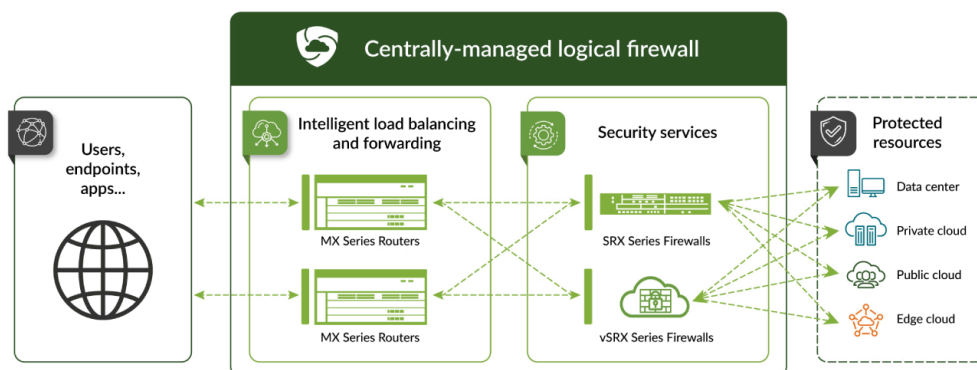 Centrally-managed logical firewall
Users,
endpoints,
apps...
Intelligent load balancing
and forwarding
MX Series Routers
MX Series Routers
Security services
SRX Series Firewalls
vSRX Series Firewalls
Protected
resources
Data center
Private cloud
Public cloud
Edge cloud